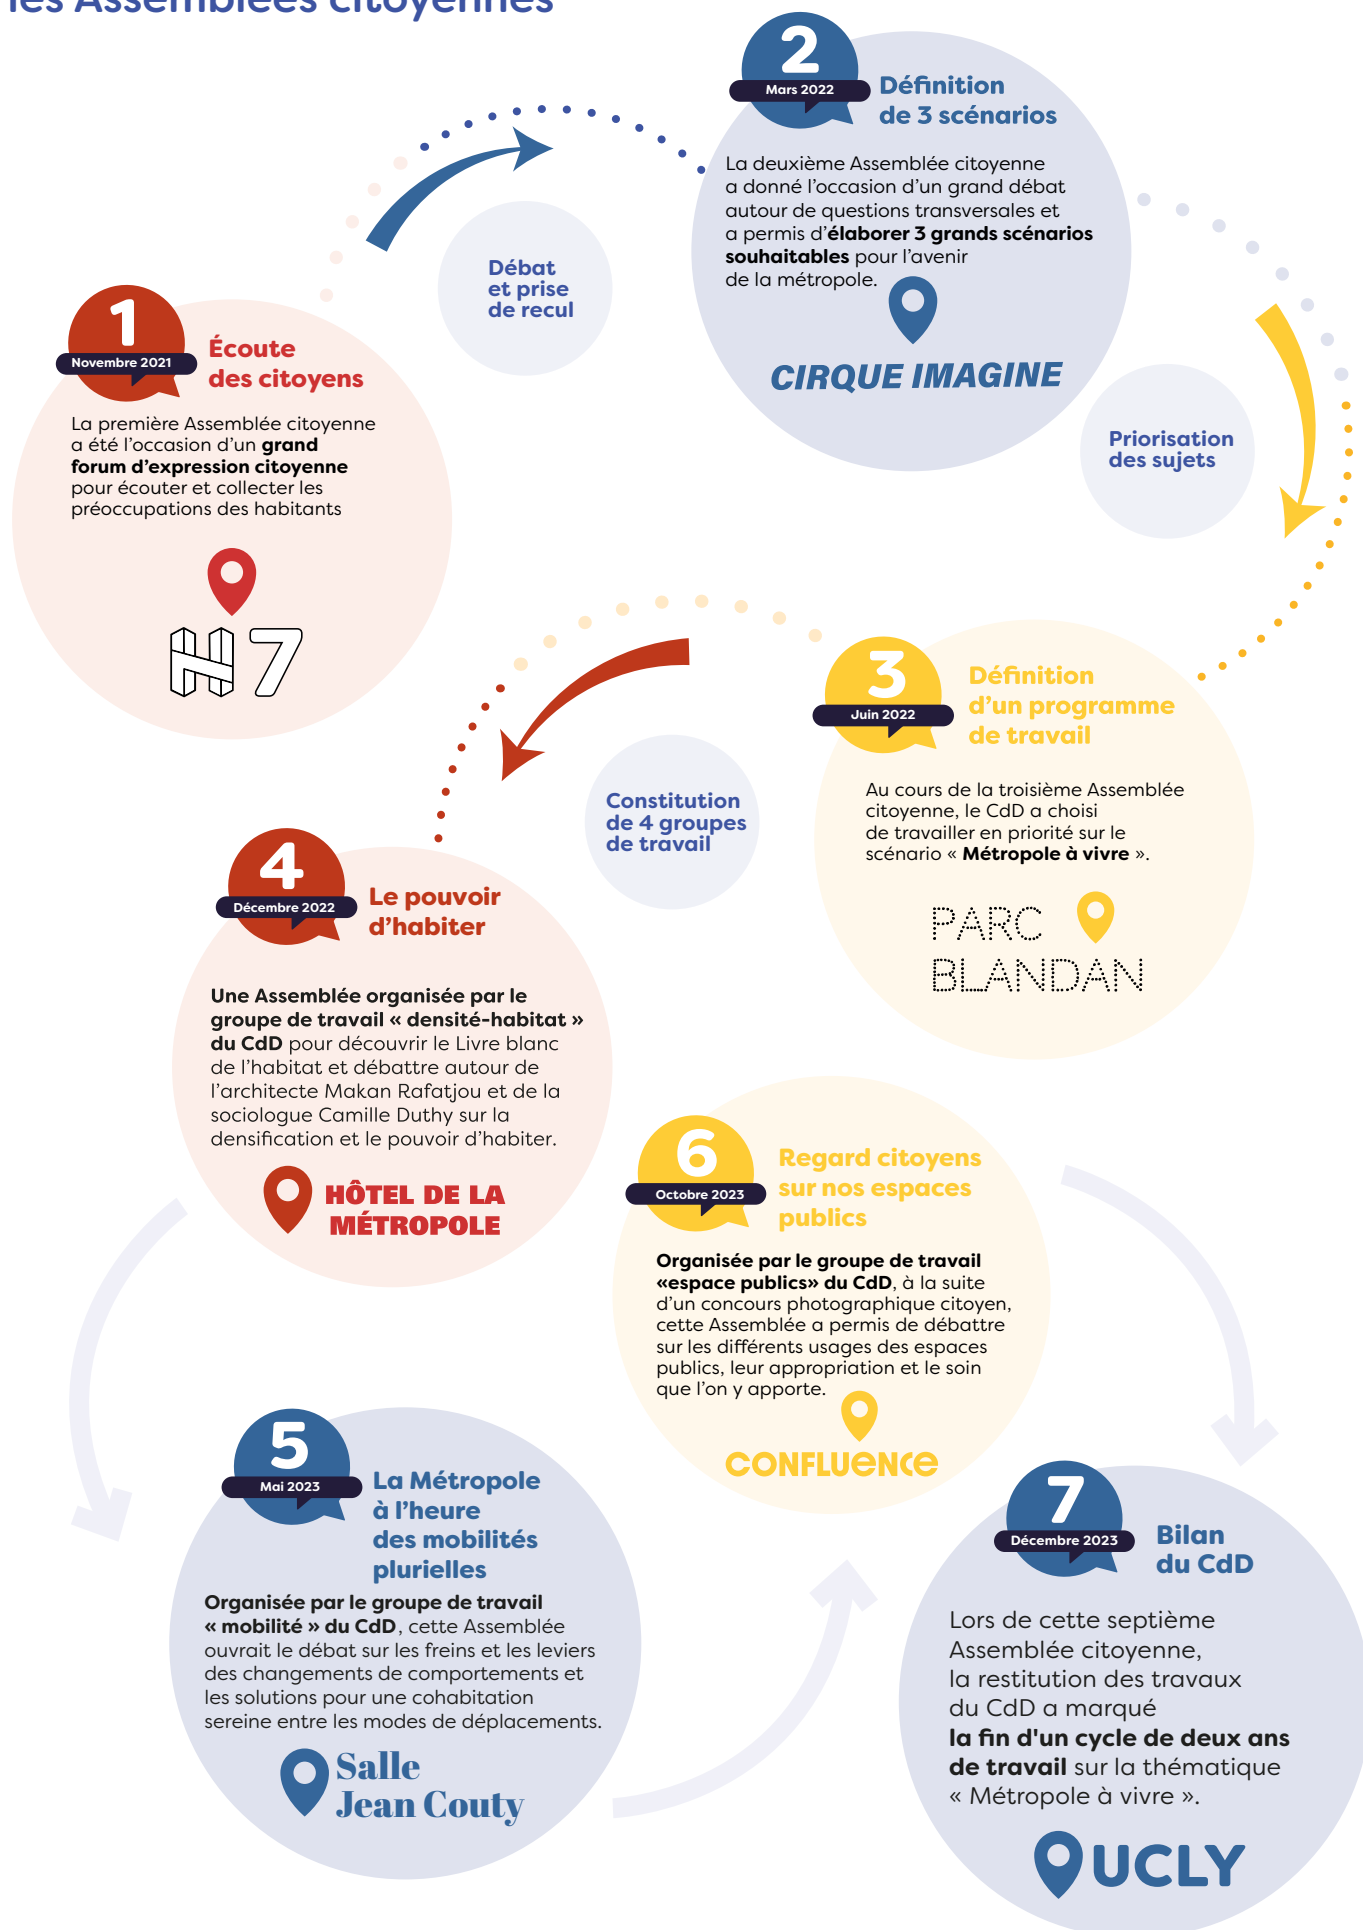 les Assemblées citoyennes
1
Novembre 2021
Écoute
des citoyens
La première Assemblée citoyenne
a été l'occasion d'un grand
forum d'expression citoyenne
pour écouter et collecter les
préoccupations des habitants
H7
Débat
et prise
de recul
2
Mars 2022
Définition
de 3 scénarios
La deuxième Assemblée citoyenne
a donné l'occasion d'un grand débat
autour de questions transversales et
a permis d'élaborer 3 grands scénarios
souhaitables pour l'avenir
de la métropole.
CIRQUE IMAGINE
Priorisation
des sujets
3
Juin 2022
Définition
d'un programme
de travail
Au cours de la troisième Assemblée
citoyenne, le CdD a choisi
de travailler en priorité sur le
scénario « Métropole à vivre ».
PARC
BLANDAN
Constitution
de 4 groupes
de travail
4
Décembre 2022
Le pouvoir
d'habiter
Une Assemblée organisée par le
groupe de travail « densité-habitat »
du CdD pour découvrir le Livre blanc
de l'habitat et débattre autour de
l'architecte Makan Rafatjou et de la
sociologue Camille Duthy sur la
densification et le pouvoir d'habiter.
HÔTEL DE LA
MÉTROPOLE
5
Mai 2023
La Métropole
à l'heure
des mobilités
plurielles
Organisée par le groupe de travail
« mobilité » du CdD, cette Assemblée
ouvrait le débat sur les freins et les leviers
des changements de comportements et
les solutions pour une cohabitation
sereine entre les modes de déplacements.
Salle
Jean Couty
6
Octobre 2023
Regard citoyens
sur nos espaces
publics
Organisée par le groupe de travail
«espace publics» du CdD, à la suite
d'un concours photographique citoyen,
cette Assemblée a permis de débattre
sur les différents usages des espaces
publics, leur appropriation et le soin
que l'on y apporte.
CONFLUENCE
7
Décembre 2023
Bilan
du CdD
Lors de cette septième
Assemblée citoyenne,
la restitution des travaux
du CdD a marqué
la fin d'un cycle de deux ans
de travail sur la thématique
« Métropole à vivre ».
UCLY